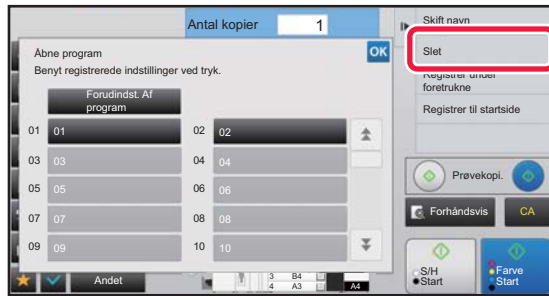 Antal kopier 1
Skift navn
Slet
Registrer under
foretrukne
Registrer til startside
Åbne program
OK
Benyt registrerede indstillinger ved tryk.
Forudindst. Af
program
01 01
02 02
03 03
04 04
05 05
06 06
07 07
08 08
09 09
10 10
Prøvekopi.
Forhåndsvis
CA
S/H
Start
Farve
Start
Andet
3 B4
4 A3
A4